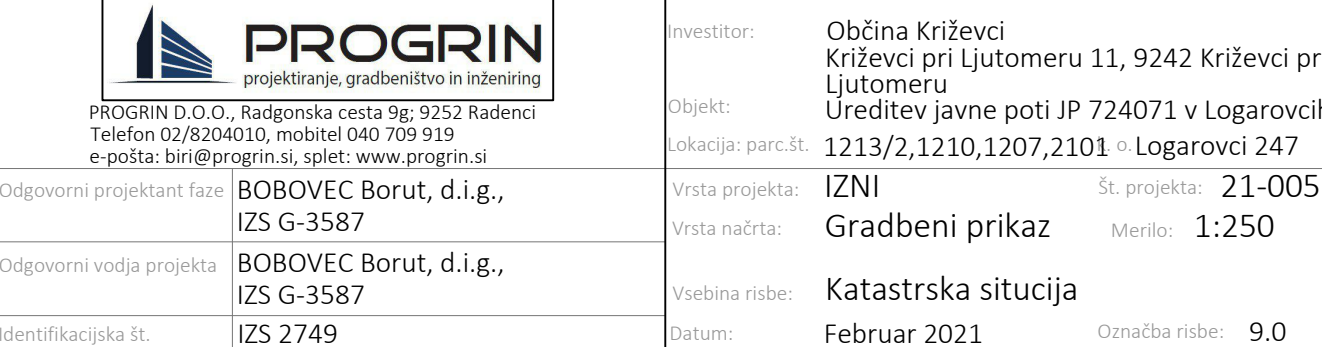 PROGRIN
projektiranje, gradbeništvo in inženiring
PROGRIN D.O.O., Radgonska cesta 9g; 9252 Radenci
Telefon 02/8204010, mobitel 040 709 919
e-pošta: biri@progrin.si, splet: www.progrin.si
Odgovorni projektant faze BOBOVEC Borut, d.i.g.,
IZS G-3587
Odgovorni vodja projekta BOBOVEC Borut, d.i.g.,
IZS G-3587
Identifikacijska št. IZS 2749
Investitor: Občina Križevci
Križevci pri Ljutomeru 11, 9242 Križevci pr
Ljutomeru
Objekt: Ureditev javne poti JP 724071 v Logarovci
Lokacija: parc.št. 1213/2,1210,1207,2101 o. Logarovci 247
Vrsta projekta: IZNI Št. projekta: 21-005
Vrsta načrta: Gradbeni prikaz Merilo: 1:250
Vsebina risbe: Katastrska situcija
Datum: Februar 2021 Označba risbe: 9.0